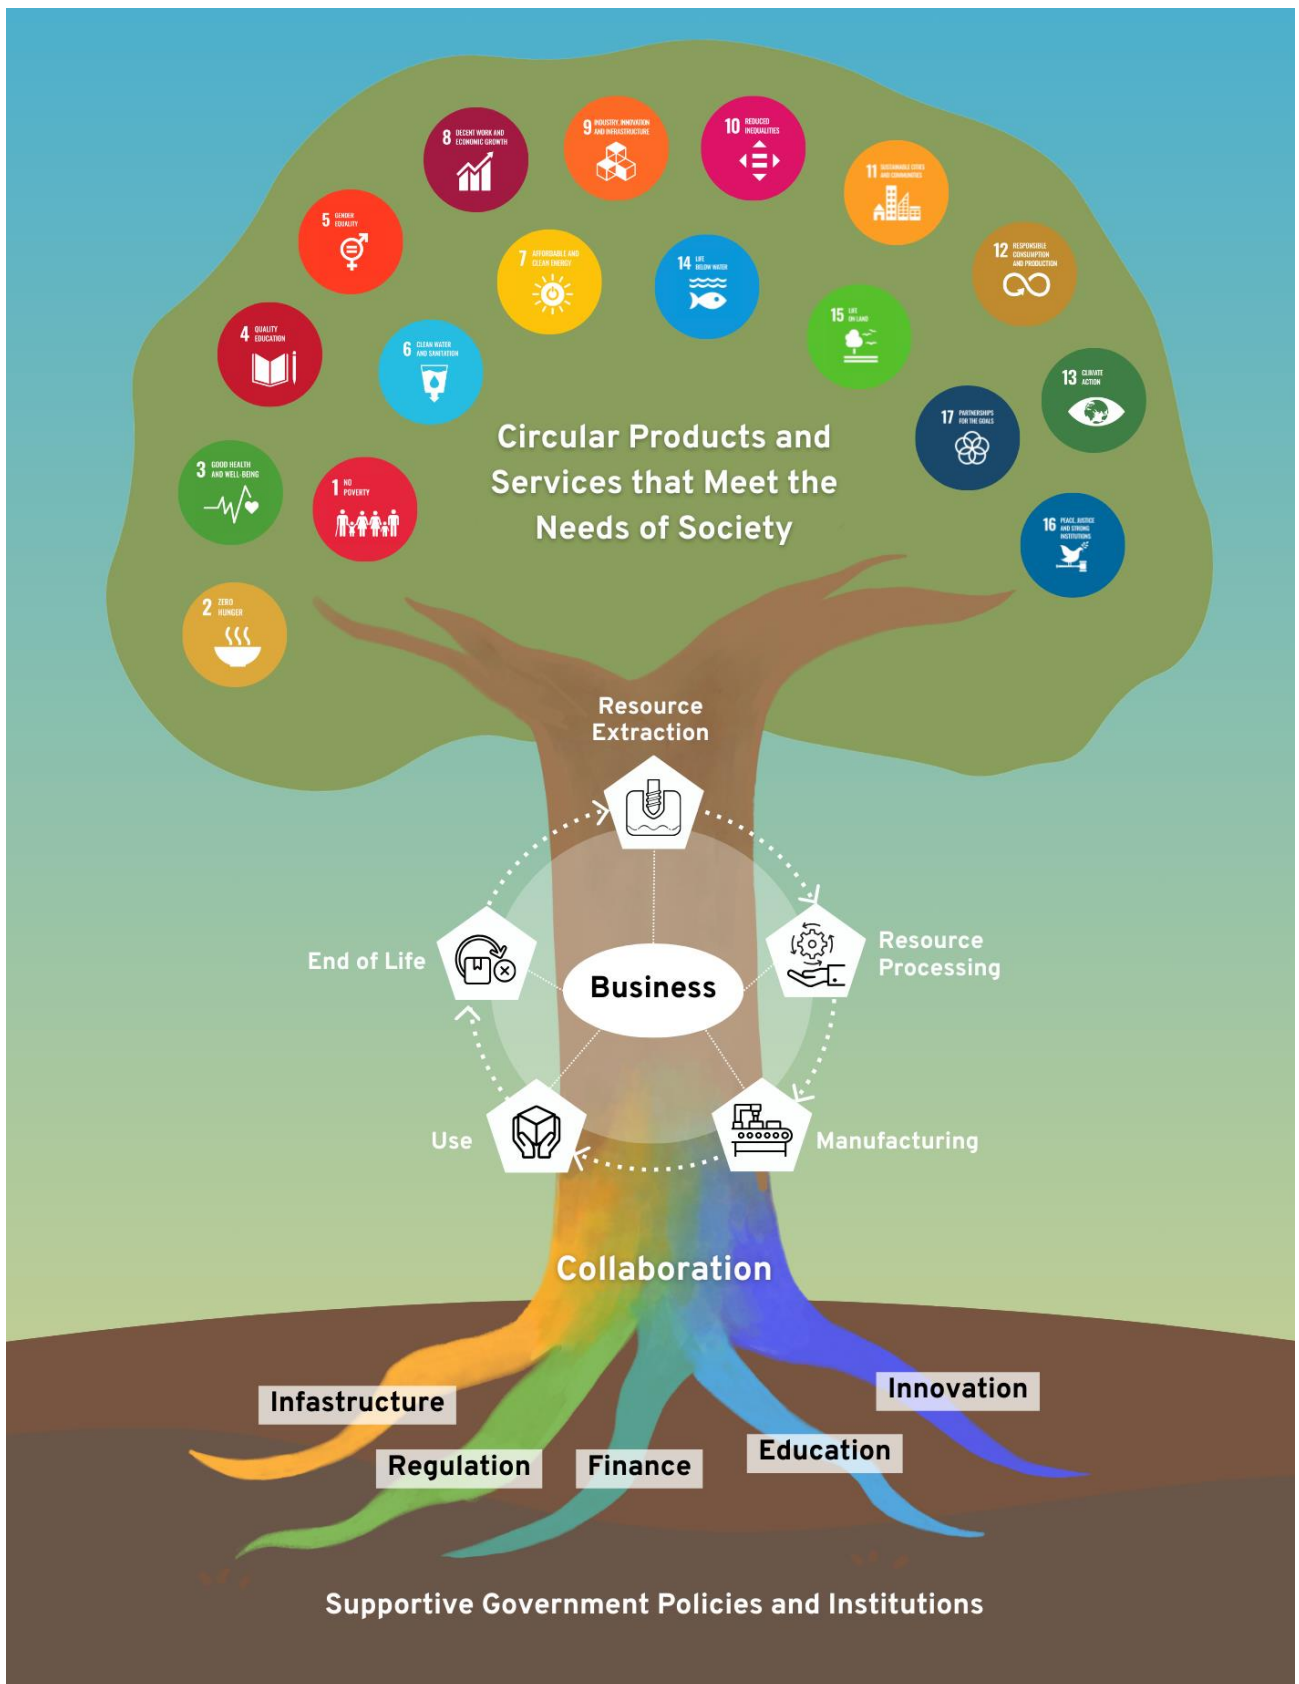 8 DECENT WORK AND
ECONOMIC GROWTH
9 INDUSTRY, INNOVATION
AND INFRASTRUCTURE
10 REDUCED
INEQUALITIES
11 SUSTAINABLE CITIES
AND COMMUNITIES
5 GENDER
EQUALITY
7 AFFORDABLE AND
CLEAN ENERGY
14 LIFE
BELOW WATER
12 RESPONSIBLE
CONSUMPTION
AND PRODUCTION
4 QUALITY
EDUCATION
6 CLEAN WATER
AND SANITATION
15 LIFE
ON LAND
13 CLIMATE
ACTION
17 PARTNERSHIPS
FOR THE GOALS
3 GOOD HEALTH
AND WELL-BEING
1 NO
POVERTY
Circular Products and
Services that Meet the
Needs of Society
16 PEACE, JUSTICE
AND STRONG
INSTITUTIONS
2 ZERO
HUNGER
Resource
Extraction
End of Life
Business
Resource
Processing
Use
Manufacturing
Collaboration
Infastructure
Innovation
Regulation
Finance
Education
Supportive Government Policies and Institutions